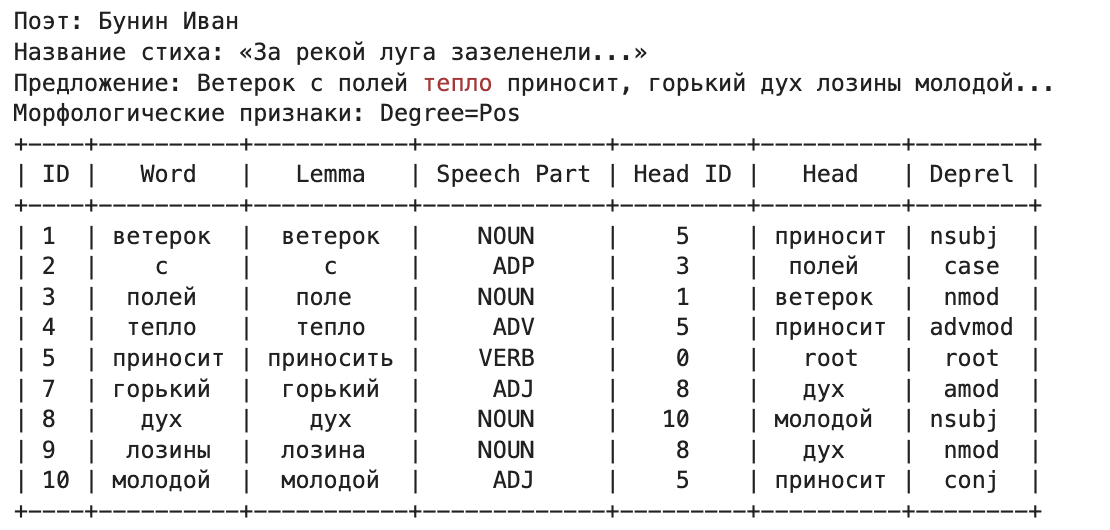 Поэт: Бунин Иван
Название стиха: «За рекой луга зазеленели...»
Предложение: Ветерок с полей тепло приносит, горький дух лозины молодой...
Морфологические признаки: Degree=Pos
+----+----------+-----------+-------------+---------+----------+--------+
| ID |   Word   |   Lemma   | Speech Part | Head ID |   Head   | Deprel |
+----+----------+-----------+-------------+---------+----------+--------+
| 1  | ветерок  |  ветерок  |    NOUN     |    5    | приносит | nsubj  |
| 2  |    с     |     с     |     ADP     |    3    |  полей   |  case  |
| 3  |  полей   |   поле    |    NOUN     |    1    | ветерок  |  nmod  |
| 4  |  тепло   |   тепло   |     ADV     |    5    | приносит | advmod |
| 5  | приносит | приносить |    VERB     |    0    |   root   |  root  |
| 7  | горький  |  горький  |     ADJ     |    8    |   дух    |  amod  |
| 8  |   дух    |    дух    |    NOUN     |   10    | молодой  | nsubj  |
| 9  |  лозины  |  лозина   |    NOUN     |    8    |   дух    |  nmod  |
| 10 | молодой  |  молодой  |     ADJ     |    5    | приносит |  conj  |
+----+----------+-----------+-------------+---------+----------+--------+